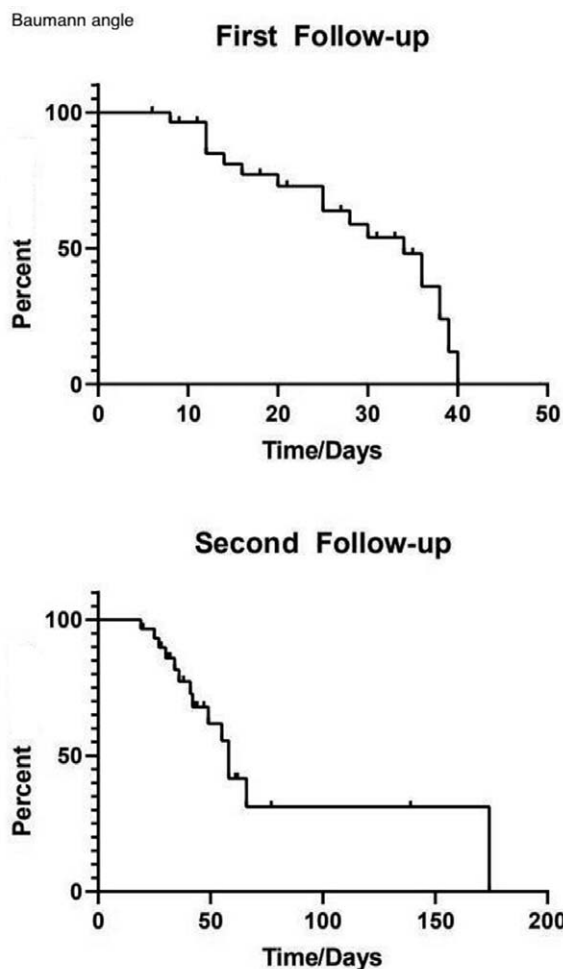 Baumann angle
First Follow-up
100
50
0
Percent
0 10 20 30 40 50
Time/Days
Second Follow-up
100
50
0
Percent
0 50 100 150 200
Time/Days